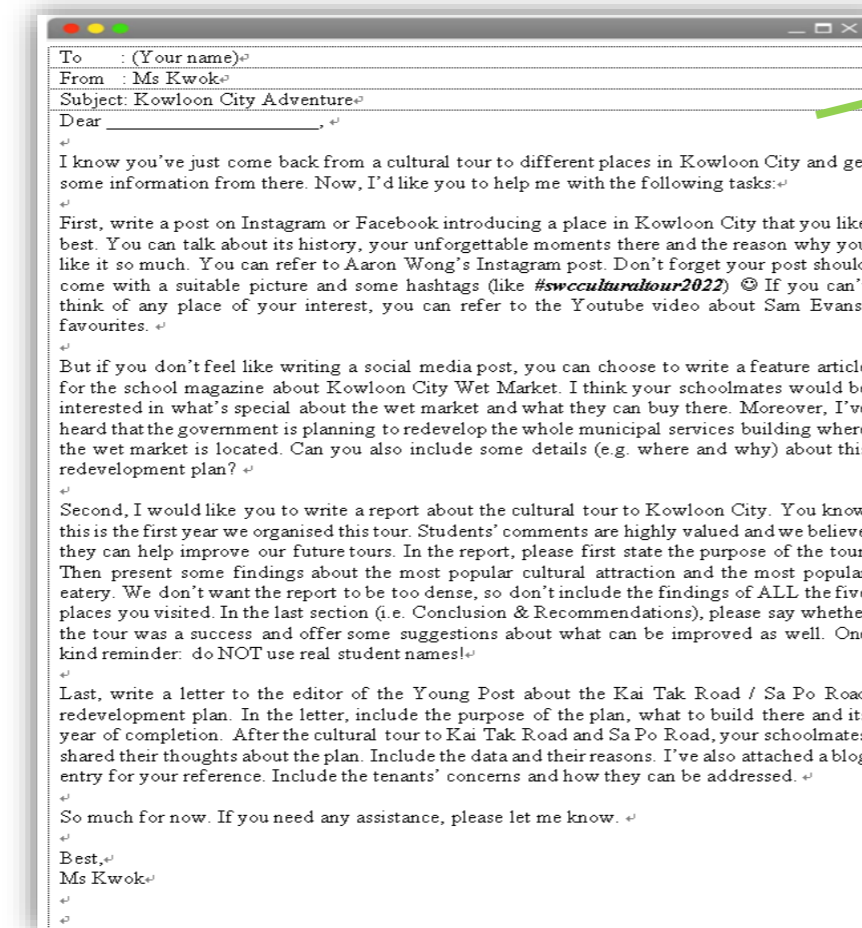 To : (Your name)
From : Ms Kwok
Subject: Kowloon City Adventure
Dear ____________________,
I know you've just come back from a cultural tour to different places in Kowloon City and ge
some information from there. Now, I'd like you to help me with the following tasks:
First, write a post on Instagram or Facebook introducing a place in Kowloon City that you like
best. You can talk about its history, your unforgettable moments there and the reason why you
like it so much. You can refer to Aaron Wong's Instagram post. Don't forget your post should
come with a suitable picture and some hashtags (like #swcculturaltour2022) ☺ If you can'
think of any place of your interest, you can refer to the Youtube video about Sam Evans
favourites.
But if you don't feel like writing a social media post, you can choose to write a feature article
for the school magazine about Kowloon City Wet Market. I think your schoolmates would be
interested in what's special about the wet market and what they can buy there. Moreover, I've
heard that the government is planning to redevelop the whole municipal services building where
the wet market is located. Can you also include some details (e.g. where and why) about this
redevelopment plan?
Second, I would like you to write a report about the cultural tour to Kowloon City. You know
this is the first year we organised this tour. Students' comments are highly valued and we believe
they can help improve our future tours. In the report, please first state the purpose of the tour
Then present some findings about the most popular cultural attraction and the most popular
eatery. We don't want the report to be too dense, so don't include the findings of ALL the five
places you visited. In the last section (i.e. Conclusion & Recommendations), please say whethe
the tour was a success and offer some suggestions about what can be improved as well. One
kind reminder: do NOT use real student names!
Last, write a letter to the editor of the Young Post about the Kai Tak Road / Sa Po Road
redevelopment plan. In the letter, include the purpose of the plan, what to build there and its
year of completion. After the cultural tour to Kai Tak Road and Sa Po Road, your schoolmates
shared their thoughts about the plan. Include the data and their reasons. I've also attached a blog
entry for your reference. Include the tenants' concerns and how they can be addressed.
So much for now. If you need any assistance, please let me know.
Best,
Ms Kwok